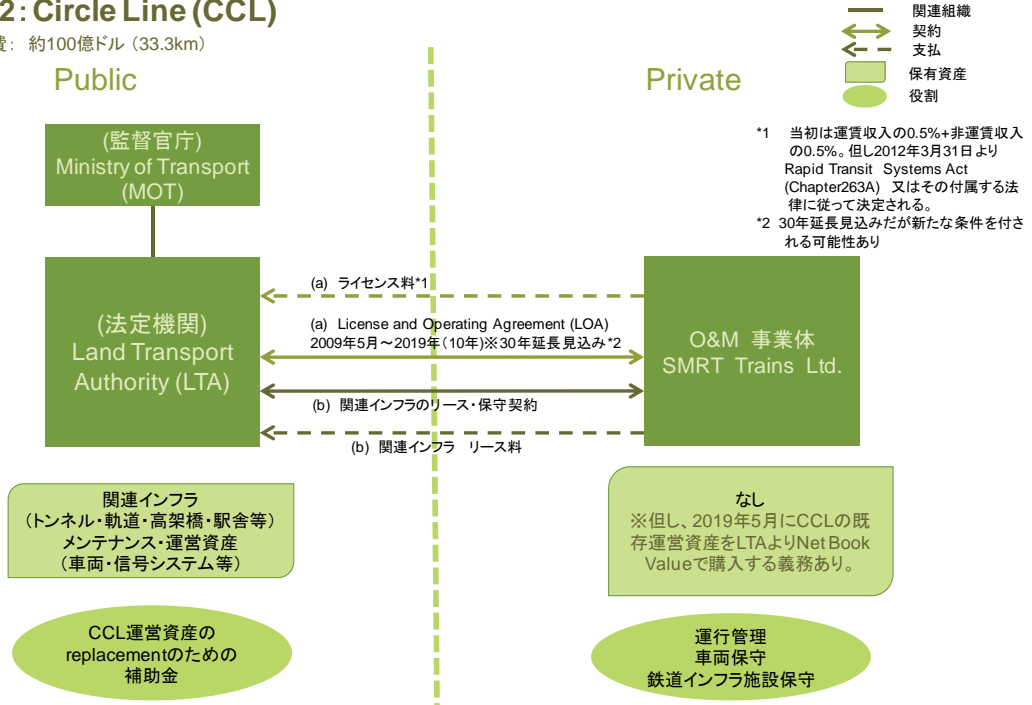 2：Circle Line (CCL)
費： 約100億ドル （33.3km）
関連組織
契約
支払
保有資産
役割
Public
Private
*1 当初は運賃収入の0.5%+非運賃収入
の0.5%。但し2012年3月31日より
Rapid Transit Systems Act
(Chapter263A) 又はその付属する法
律に従って決定される。
*2 30年延長見込みだが新たな条件を付さ
れる可能性あり
(監督官庁)
Ministry of Transport
(MOT)
(法定機関)
Land Transport
Authority (LTA)
(a) ライセンス料*1
(a) License and Operating Agreement (LOA)
2009年5月～2019年（10年）※30年延長見込み*2
(b) 関連インフラのリース・保守契約
(b) 関連インフラ リース料
O&M 事業体
SMRT Trains Ltd.
関連インフラ
（トンネル・軌道・高架橋・駅舎等）
メンテナンス・運営資産
（車両・信号システム等）
なし
※但し、2019年5月にCCLの既
存運営資産をLTAよりNet Book
Valueで購入する義務あり。
CCL運営資産の
replacementのための
補助金
運行管理
車両保守
鉄道インフラ施設保守